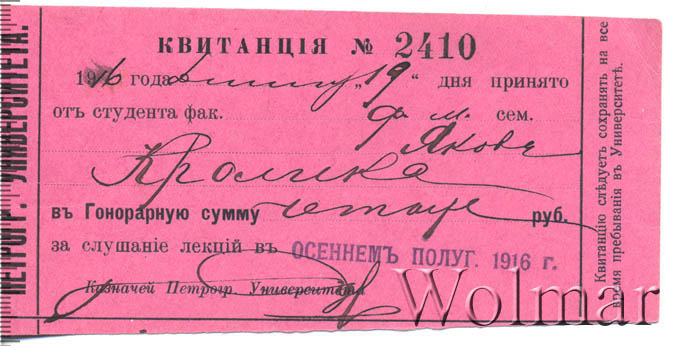 ПЕТРОГР. УНИВЕРСИТЕТА.
КВИТАНЦІЯ № 2410
1916 года „19“ дня принято
отъ студента фак. ф. м. сем.
Якова
Кролика
въ Гонорарную сумму четыре руб.
за слушаніе лекцій въ ОСЕННЕМЪ ПОЛУГ. 1916 г.
Казначей Петрогр. Университета
Квитанцію слѣдуетъ сохранять на все
время пребыванія въ Университетѣ.
Wolmar